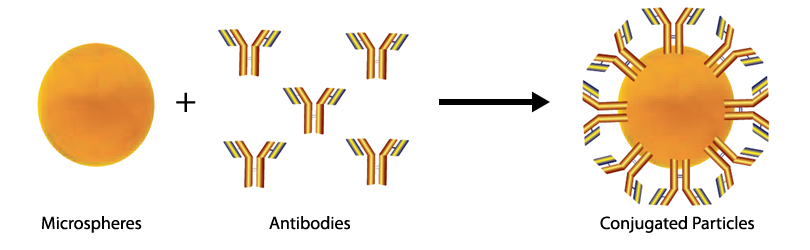 +
Microspheres
Antibodies
Conjugated Particles